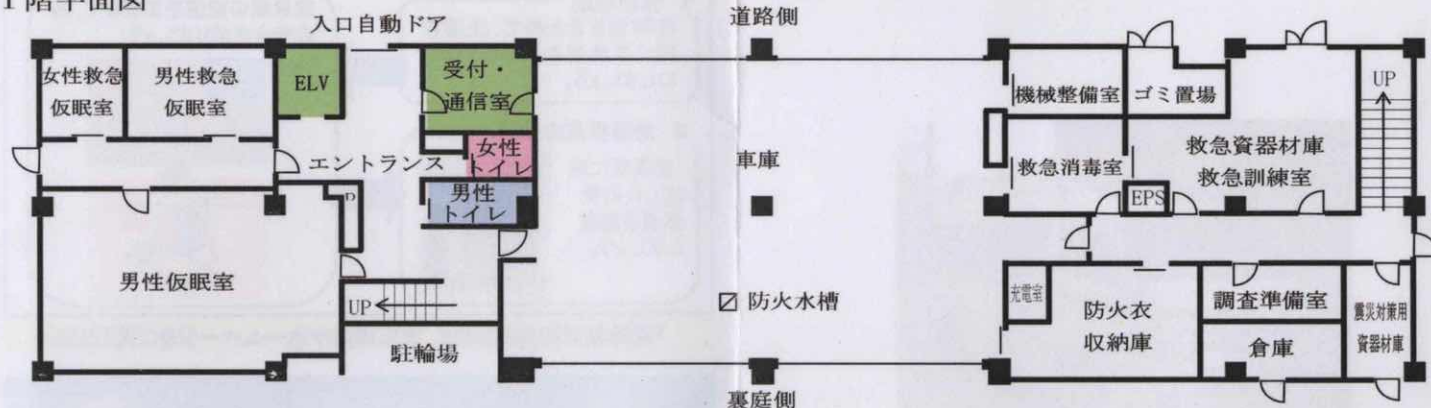 1階平面図
入口自動ドア
道路側
女性救急
仮眠室
男性救急
仮眠室
ELV
受付・
通信室
女性
トイレ
男性
トイレ
エントランス
男性仮眠室
UP
駐輪場
車庫
防火水槽
裏庭側
機械整備室
ゴミ置場
救急消毒室
EPS
救急資器材庫
救急訓練室
UP
充電室
防火衣
収納庫
調査準備室
倉庫
震災対策用
資器材庫